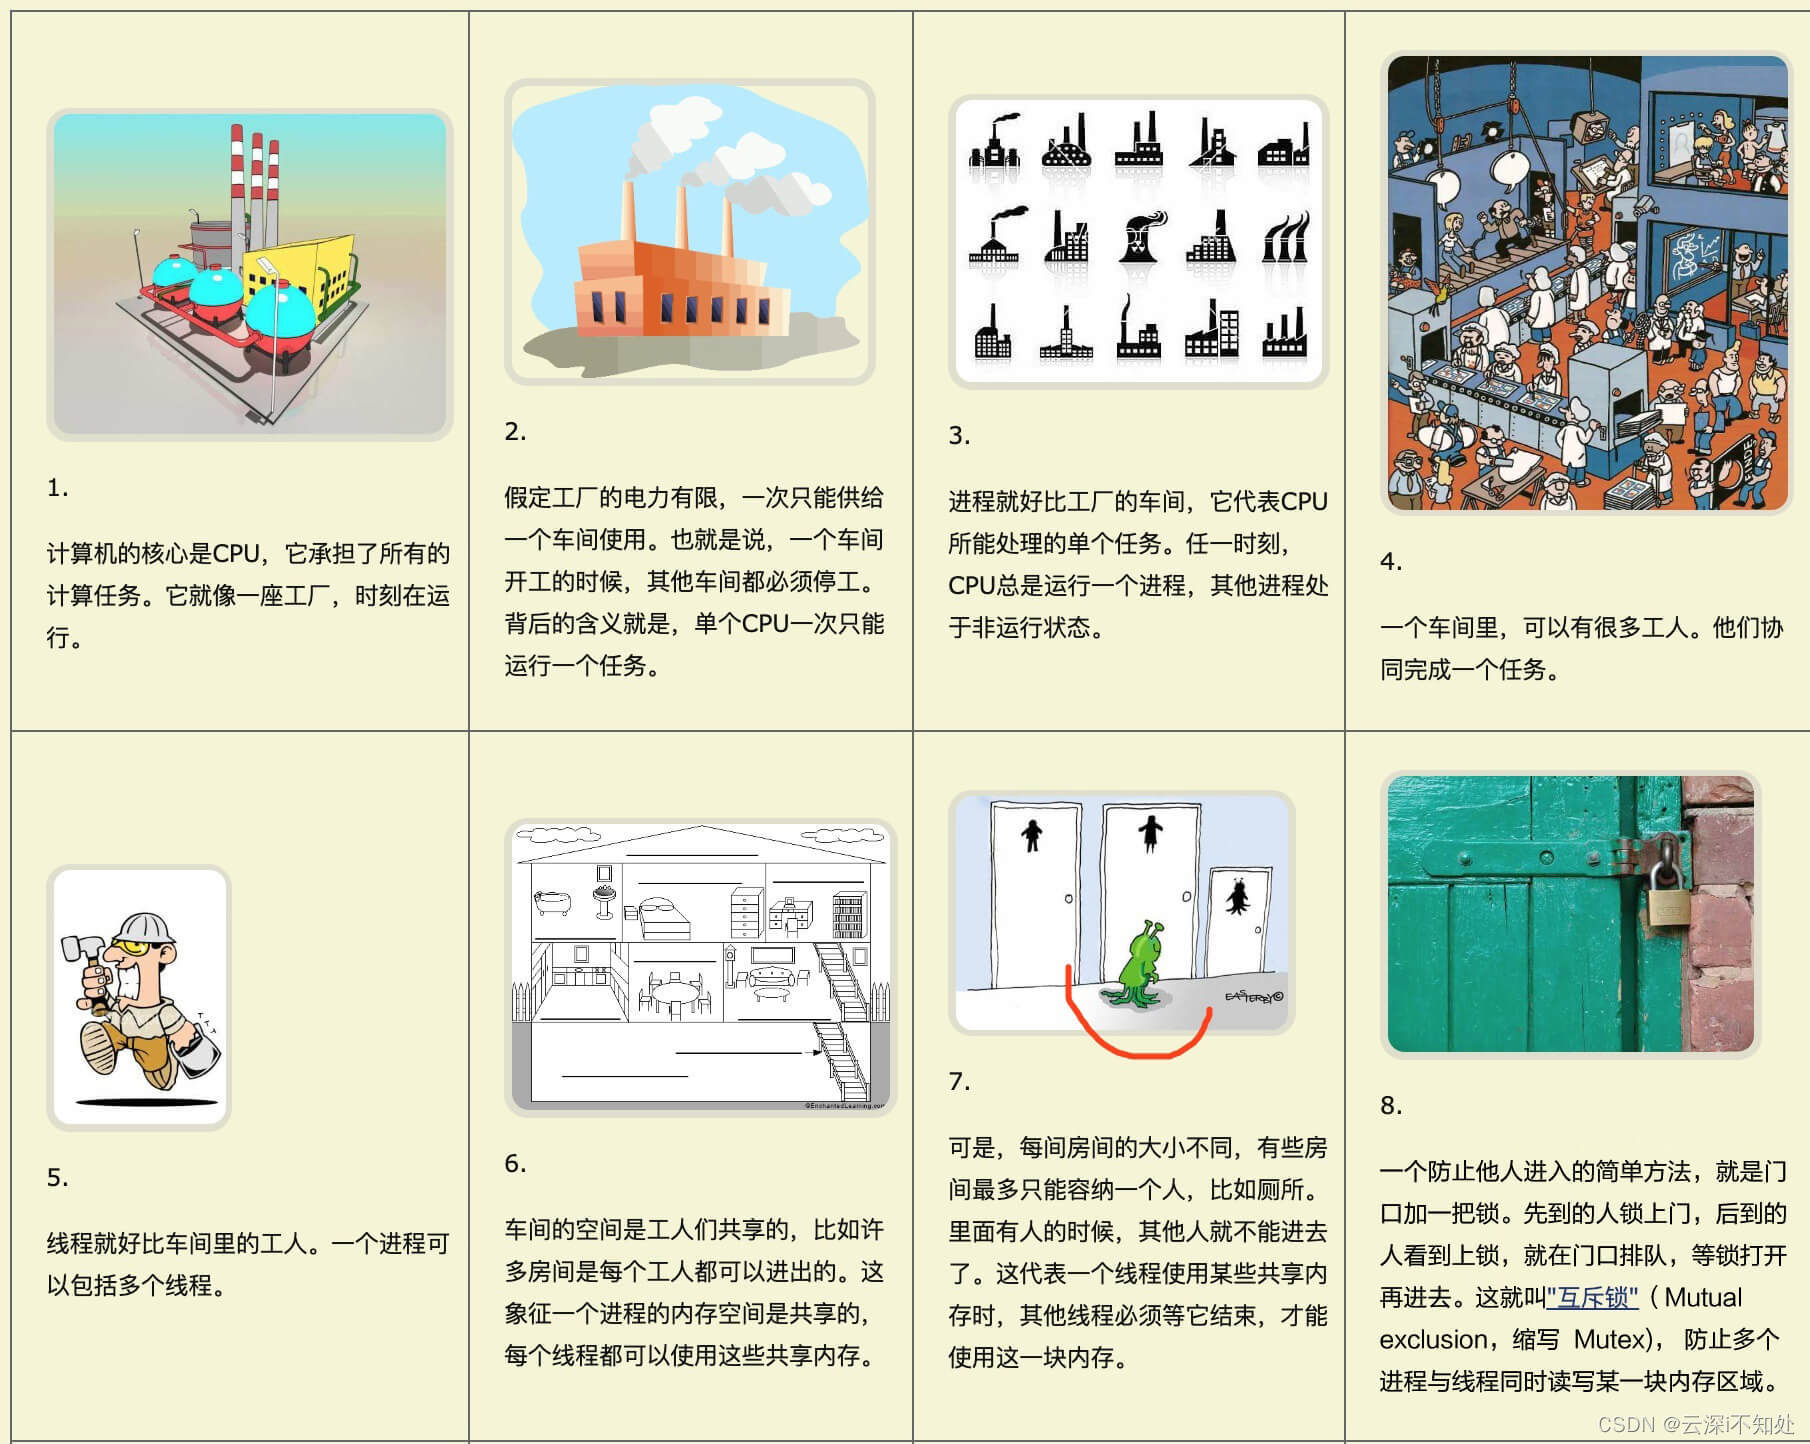 1.
计算机的核心是CPU，它承担了所有的
计算任务。它就像一座工厂，时刻在运
行。
2.
假定工厂的电力有限，一次只能供给
一个车间使用。也就是说，一个车间
开工的时候，其他车间都必须停工。
背后的含义就是，单个CPU一次只能
运行一个任务。
3.
进程就好比工厂的车间，它代表CPU
所能处理的单个任务。任一时刻，
CPU总是运行一个进程，其他进程处
于非运行状态。
4.
一个车间里，可以有很多工人。他们协
同完成一个任务。
5.
线程就好比车间里的工人。一个进程可
以包括多个线程。
©EnchantedLearning.com
6.
车间的空间是工人们共享的，比如许
多房间是每个工人都可以进出的。这
象征一个进程的内存空间是共享的，
每个线程都可以使用这些共享内存。
EASTERBY©
7.
可是，每间房间的大小不同，有些房
间最多只能容纳一个人，比如厕所。
里面有人的时候，其他人就不能进去
了。这代表一个线程使用某些共享内
存时，其他线程必须等它结束，才能
使用这一块内存。
8.
一个防止他人进入的简单方法，就是门
口加一把锁。先到的人锁上门，后到的
人看到上锁，就在门口排队，等锁打开
再进去。这就叫"互斥锁"（Mutual
exclusion，缩写 Mutex)， 防止多个
进程与线程同时读写某一块内存区域。
CSDN @云深i不知处